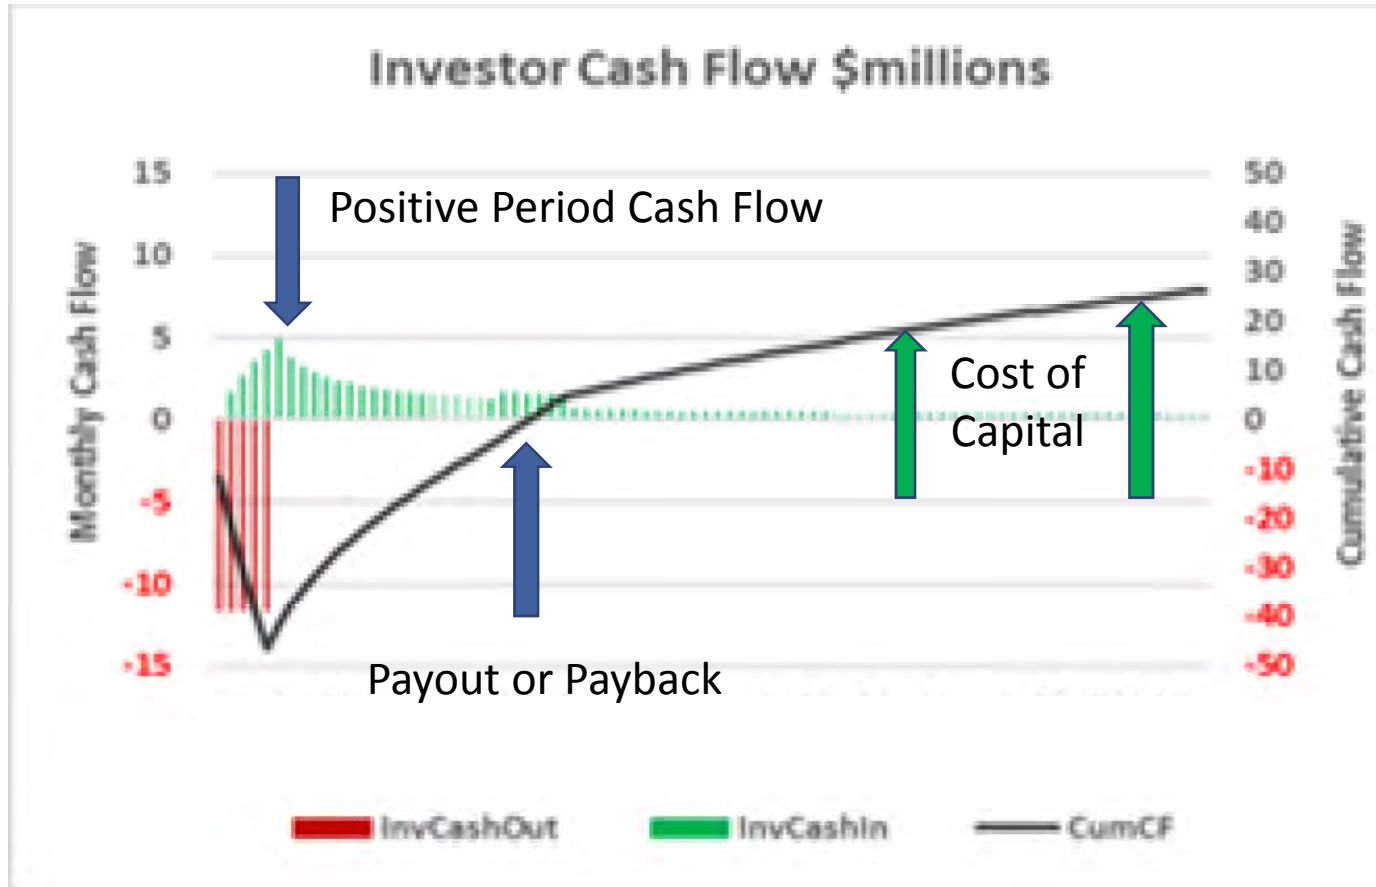 Investor Cash Flow $millions
15
10
5
0
-5
-10
-15
Monthly Cash Flow
Positive Period Cash Flow
Cost of
Capital
Payout or Payback
50
40
30
20
10
0
-10
-20
-30
-40
-50
Cumulative Cash Flow
InvCashOut
InvCashIn
CumCF